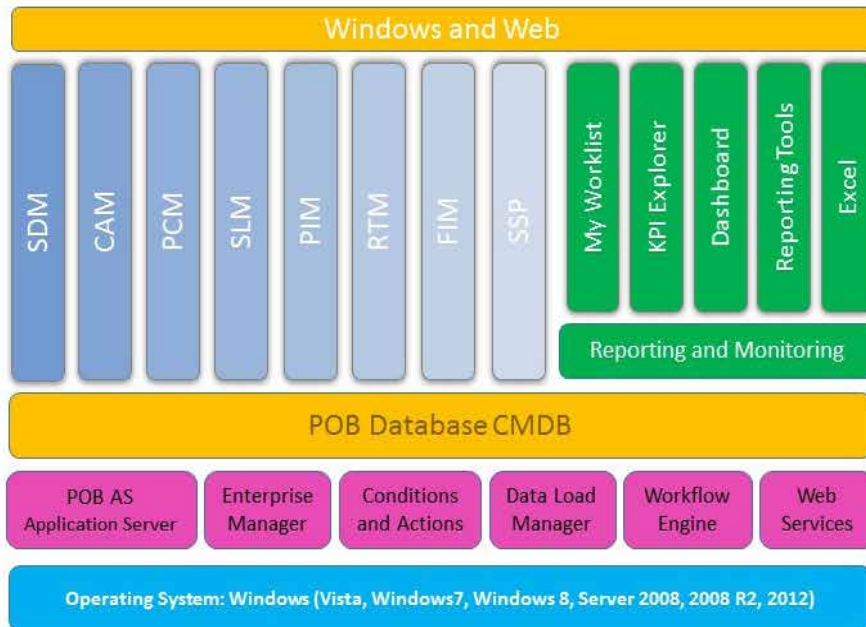 Windows and Web
SDM
CAM
PCM
SLM
PIM
RTM
FIM
SSP
My Worklist
KPI Explorer
Dashboard
Reporting Tools
Excel
Reporting and Monitoring
POB Database CMDB
POB AS
Application Server
Enterprise
Manager
Conditions
and Actions
Data Load
Manager
Workflow
Engine
Web
Services
Operating System: Windows (Vista, Windows7, Windows 8, Server 2008, 2008 R2, 2012)